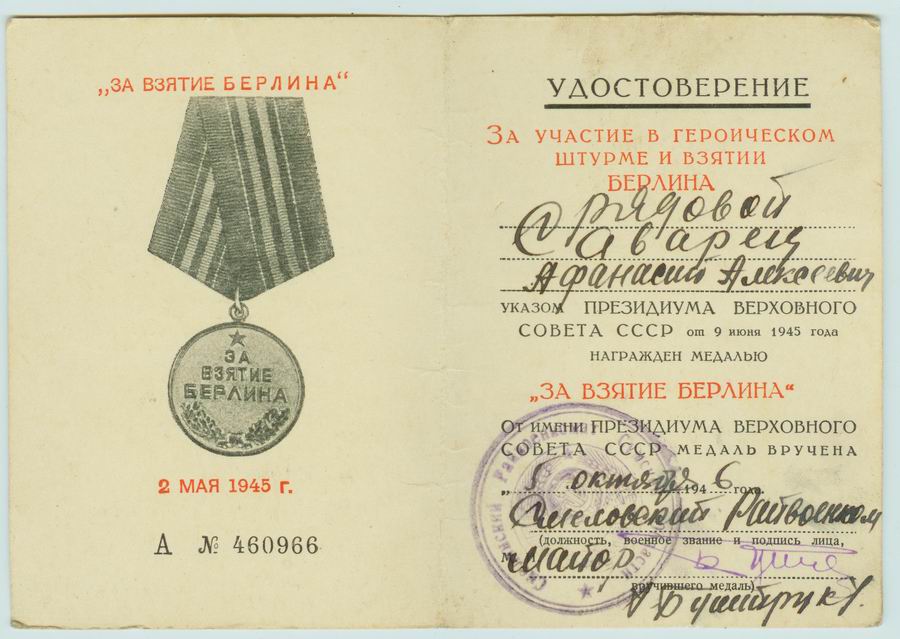 „ЗА ВЗЯТИЕ БЕРЛИНА“
ЗА
ВЗЯТИЕ
БЕРЛИНА
2 МАЯ 1945 г.
А № 460966
УДОСТОВЕРЕНИЕ
ЗА УЧАСТИЕ В ГЕРОИЧЕСКОМ
ШТУРМЕ И ВЗЯТИИ
БЕРЛИНА
рядовой
Саварец
Афанасий Алексеевич
УКАЗОМ ПРЕЗИДИУМА ВЕРХОВНОГО
СОВЕТА СССР от 9 июня 1945 года
НАГРАЖДЕН МЕДАЛЬЮ
„ЗА ВЗЯТИЕ БЕРЛИНА“
ОТ ИМЕНИ ПРЕЗИДИУМА ВЕРХОВНОГО
СОВЕТА СССР МЕДАЛЬ ВРУЧЕНА
октября 1946 года.
Смеловский Райвоенком
(должность, военное звание и подпись лица,
майор
вручившего медаль)